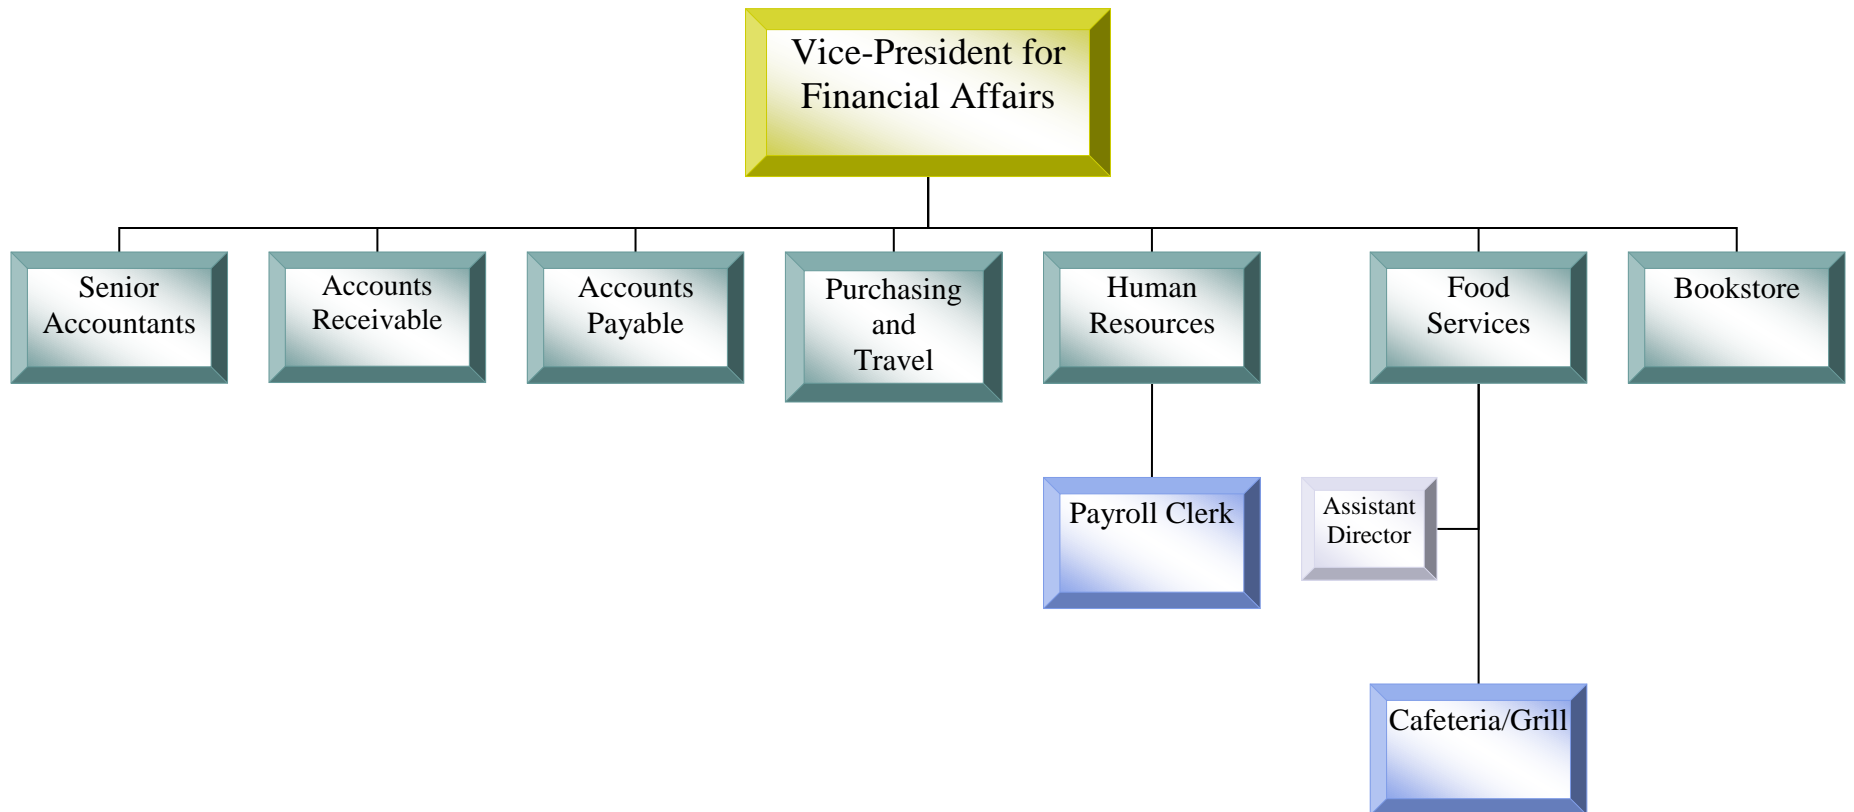 Vice-President for
Financial Affairs
Senior
Accountants
Accounts
Receivable
Accounts
Payable
Purchasing
and
Travel
Human
Resources
Food
Services
Bookstore
Payroll Clerk
Assistant
Director
Cafeteria/Grill